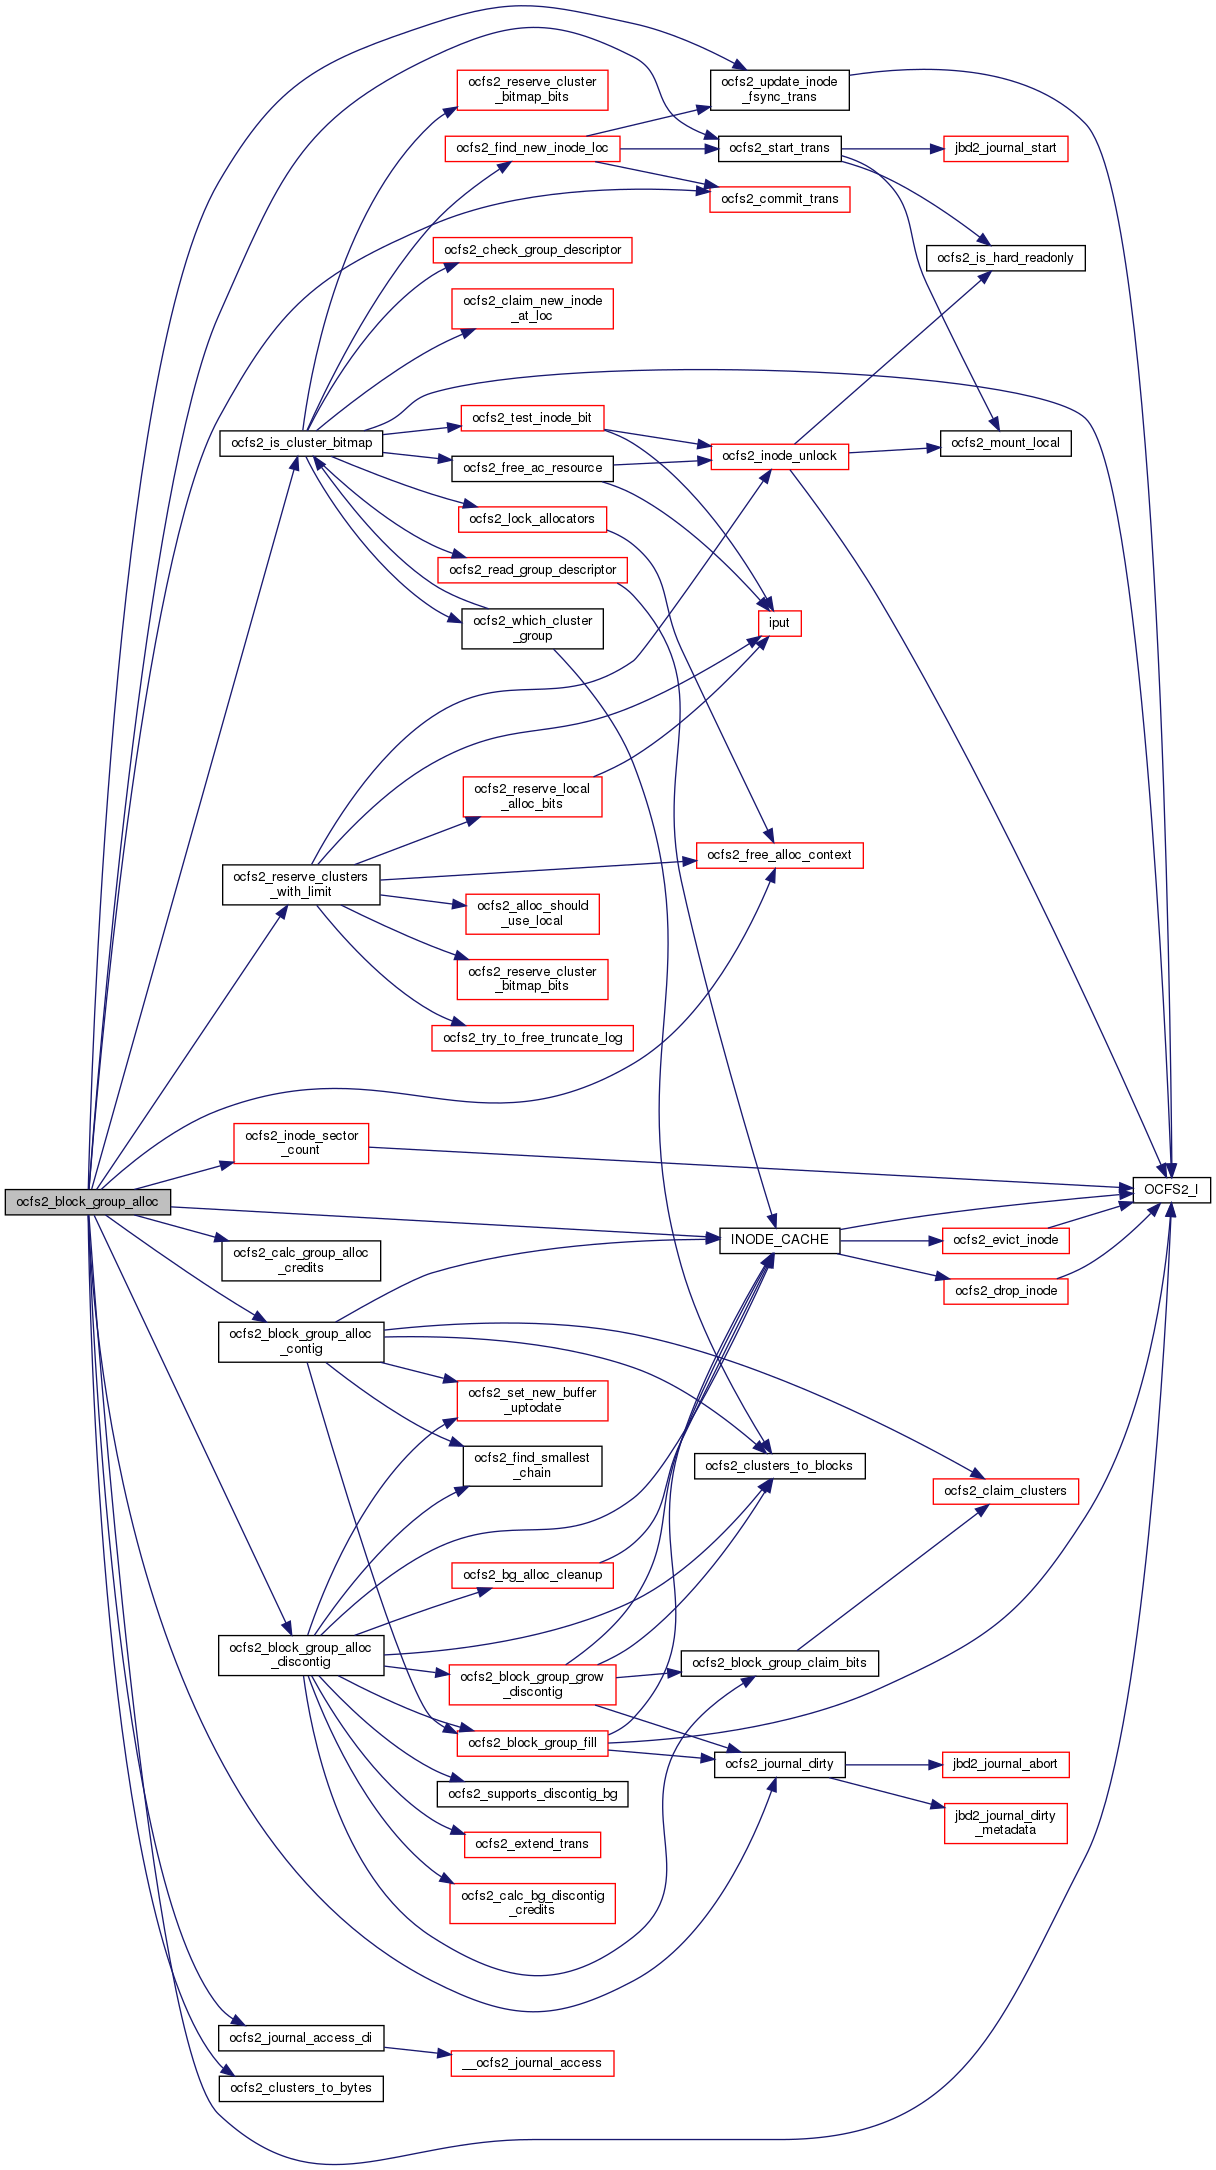 ocfs2_update_inode
_fsync_trans
ocfs2_reserve_cluster
_bitmap_bits
ocfs2_find_new_inode_loc
ocfs2_start_trans
jbd2_journal_start
ocfs2_commit_trans
ocfs2_check_group_descriptor
ocfs2_is_hard_readonly
ocfs2_claim_new_inode
_at_loc
ocfs2_test_inode_bit
ocfs2_is_cluster_bitmap
ocfs2_mount_local
ocfs2_inode_unlock
ocfs2_free_ac_resource
ocfs2_lock_allocators
ocfs2_read_group_descriptor
ocfs2_which_cluster
_group
iput
ocfs2_reserve_local
_alloc_bits
ocfs2_free_alloc_context
ocfs2_reserve_clusters
_with_limit
ocfs2_alloc_should
_use_local
ocfs2_reserve_cluster
_bitmap_bits
ocfs2_try_to_free_truncate_log
ocfs2_inode_sector
_count
OCFS2_I
ocfs2_block_group_alloc
INODE_CACHE
ocfs2_evict_inode
ocfs2_calc_group_alloc
_credits
ocfs2_drop_inode
ocfs2_block_group_alloc
_contig
ocfs2_set_new_buffer
_uptodate
ocfs2_find_smallest
_chain
ocfs2_clusters_to_blocks
ocfs2_claim_clusters
ocfs2_bg_alloc_cleanup
ocfs2_block_group_alloc
_discontig
ocfs2_block_group_claim_bits
ocfs2_block_group_grow
_discontig
ocfs2_block_group_fill
ocfs2_journal_dirty
jbd2_journal_abort
ocfs2_supports_discontig_bg
jbd2_journal_dirty
_metadata
ocfs2_extend_trans
ocfs2_calc_bg_discontig
_credits
ocfs2_journal_access_di
__ocfs2_journal_access
ocfs2_clusters_to_bytes